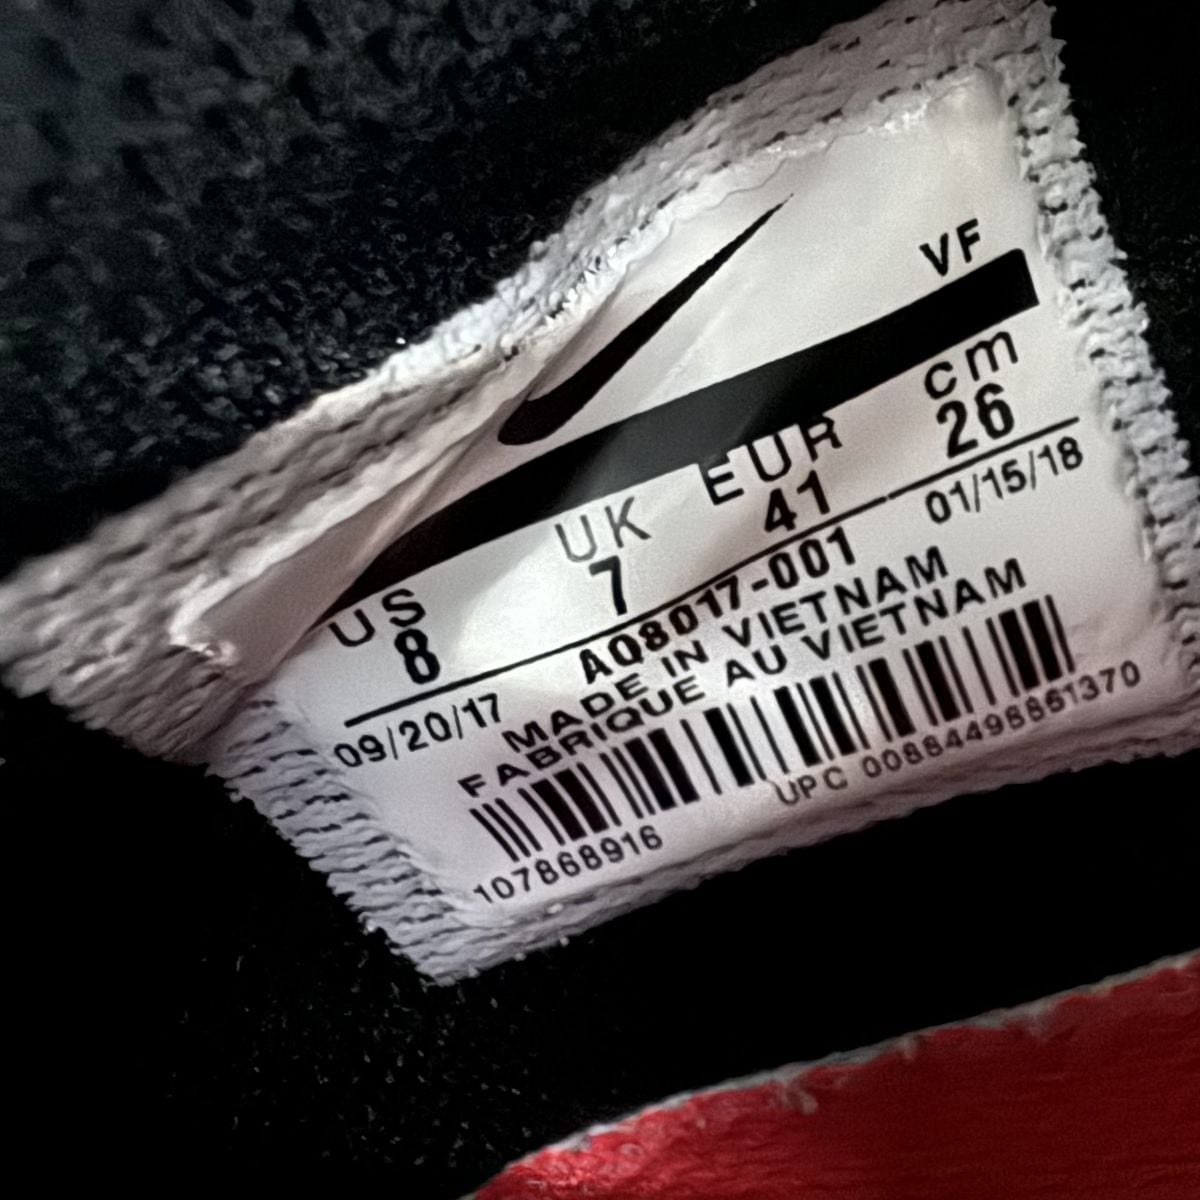 VF
US UK EUR cm
8 7 41 26
09/20/17 AQ8017-001 01/15/18
MADE IN VIETNAM
FABRIQUE AU VIETNAM
107868916 UPC 00884498861370